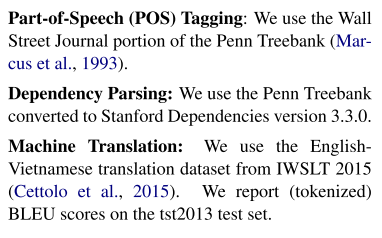 Part-of-Speech (POS) Tagging: We use the Wall
Street Journal portion of the Penn Treebank (Mar-
cus et al., 1993).
Dependency Parsing: We use the Penn Treebank
converted to Stanford Dependencies version 3.3.0.
Machine Translation: We use the English-
Vietnamese translation dataset from IWSLT 2015
(Cettolo et al., 2015). We report (tokenized)
BLEU scores on the tst2013 test set.